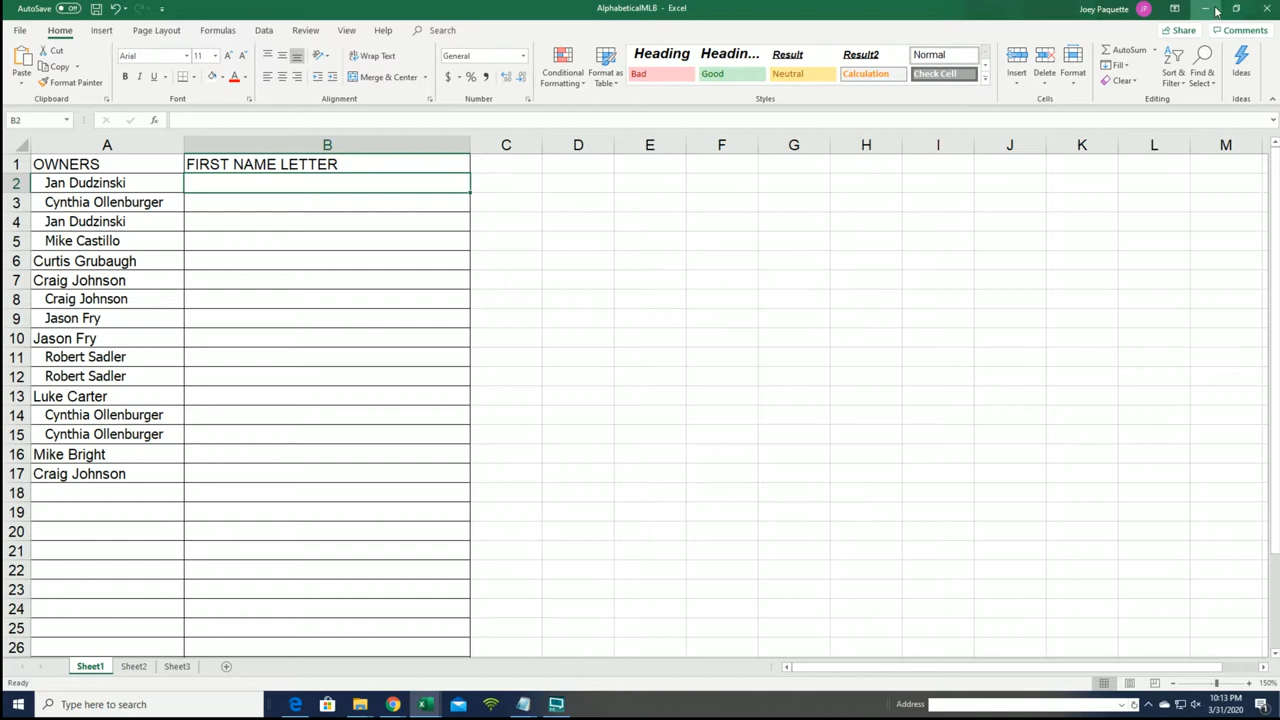 AutoSave Off AlphabeticalMLB - Excel Joey Paquette JP
File Home Insert Page Layout Formulas Data Review View Help Search Share Comments
Paste Cut Copy Format Painter Clipboard
Arial 11 A A B I U A Font
Wrap Text Merge & Center Alignment
General $ % , Number
Conditional Formatting Format as Table
Heading Headin... Result Result2 Normal
Bad Good Neutral Calculation Check Cell
Styles
Insert Delete Format Cells
AutoSum Fill Clear Sort & Filter Find & Select Editing
Ideas Ideas
B2 fx
A B C D E F G H I J K L M
1 OWNERS FIRST NAME LETTER
2 Jan Dudzinski
3 Cynthia Ollenburger
4 Jan Dudzinski
5 Mike Castillo
6 Curtis Grubaugh
7 Craig Johnson
8 Craig Johnson
9 Jason Fry
10 Jason Fry
11 Robert Sadler
12 Robert Sadler
13 Luke Carter
14 Cynthia Ollenburger
15 Cynthia Ollenburger
16 Mike Bright
17 Craig Johnson
18
19
20
21
22
23
24
25
26
Sheet1 Sheet2 Sheet3
Ready 150%
Type here to search Address 10:13 PM
3/31/2020